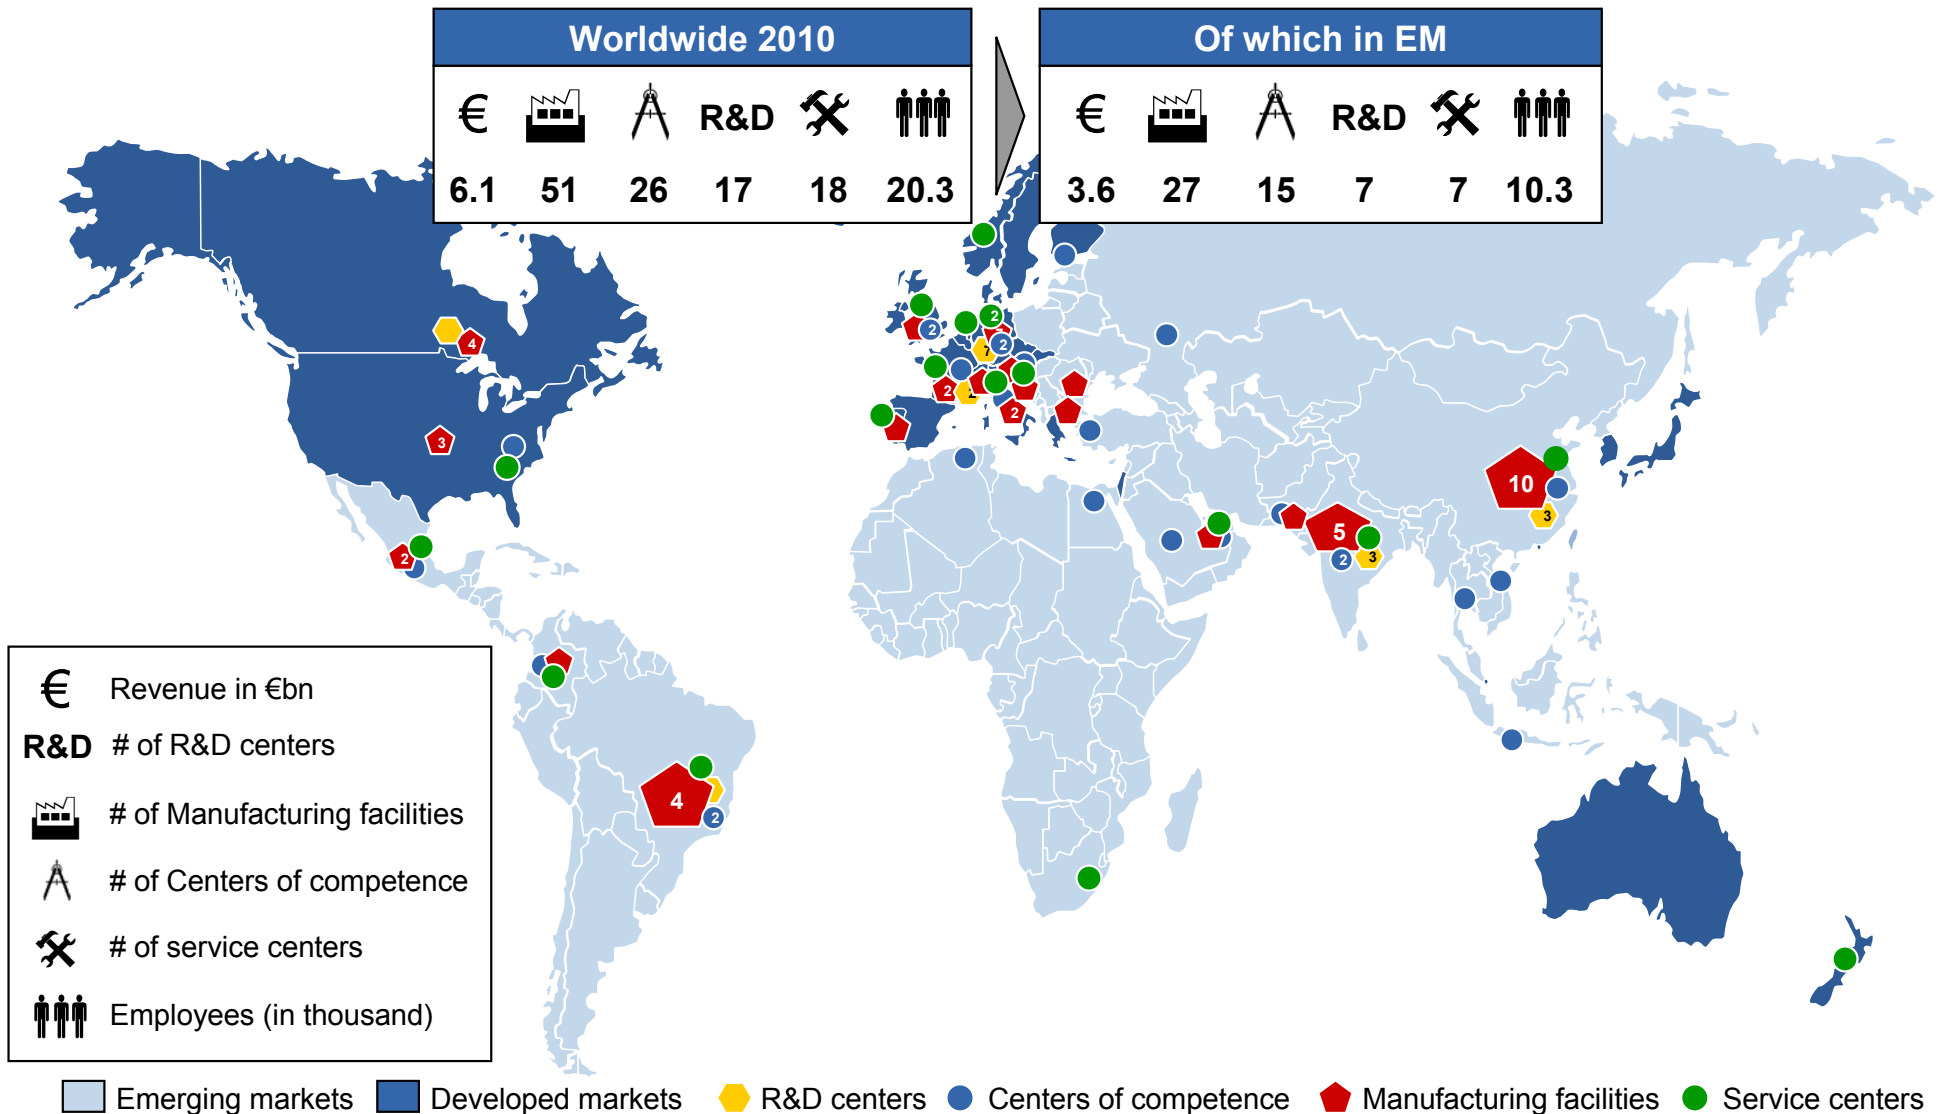 Worldwide 2010
€ R&D
6.1 51 26 17 18 20.3
Of which in EM
€ R&D
3.6 27 15 7 7 10.3
4
3
2
2
2
7
2
2
2
2
10
3
5
2
3
4
2
€ Revenue in €bn
R&D # of R&D centers
# of Manufacturing facilities
# of Centers of competence
# of service centers
Employees (in thousand)
Emerging markets Developed markets R&D centers Centers of competence Manufacturing facilities Service centers